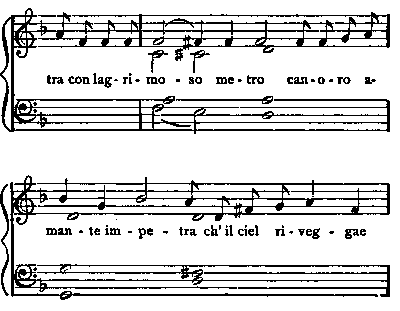 tra con lag - ri - mo - so me - tro can - o - ro a-
man - te im - pe - tra ch' il ciel ri - veg - gae